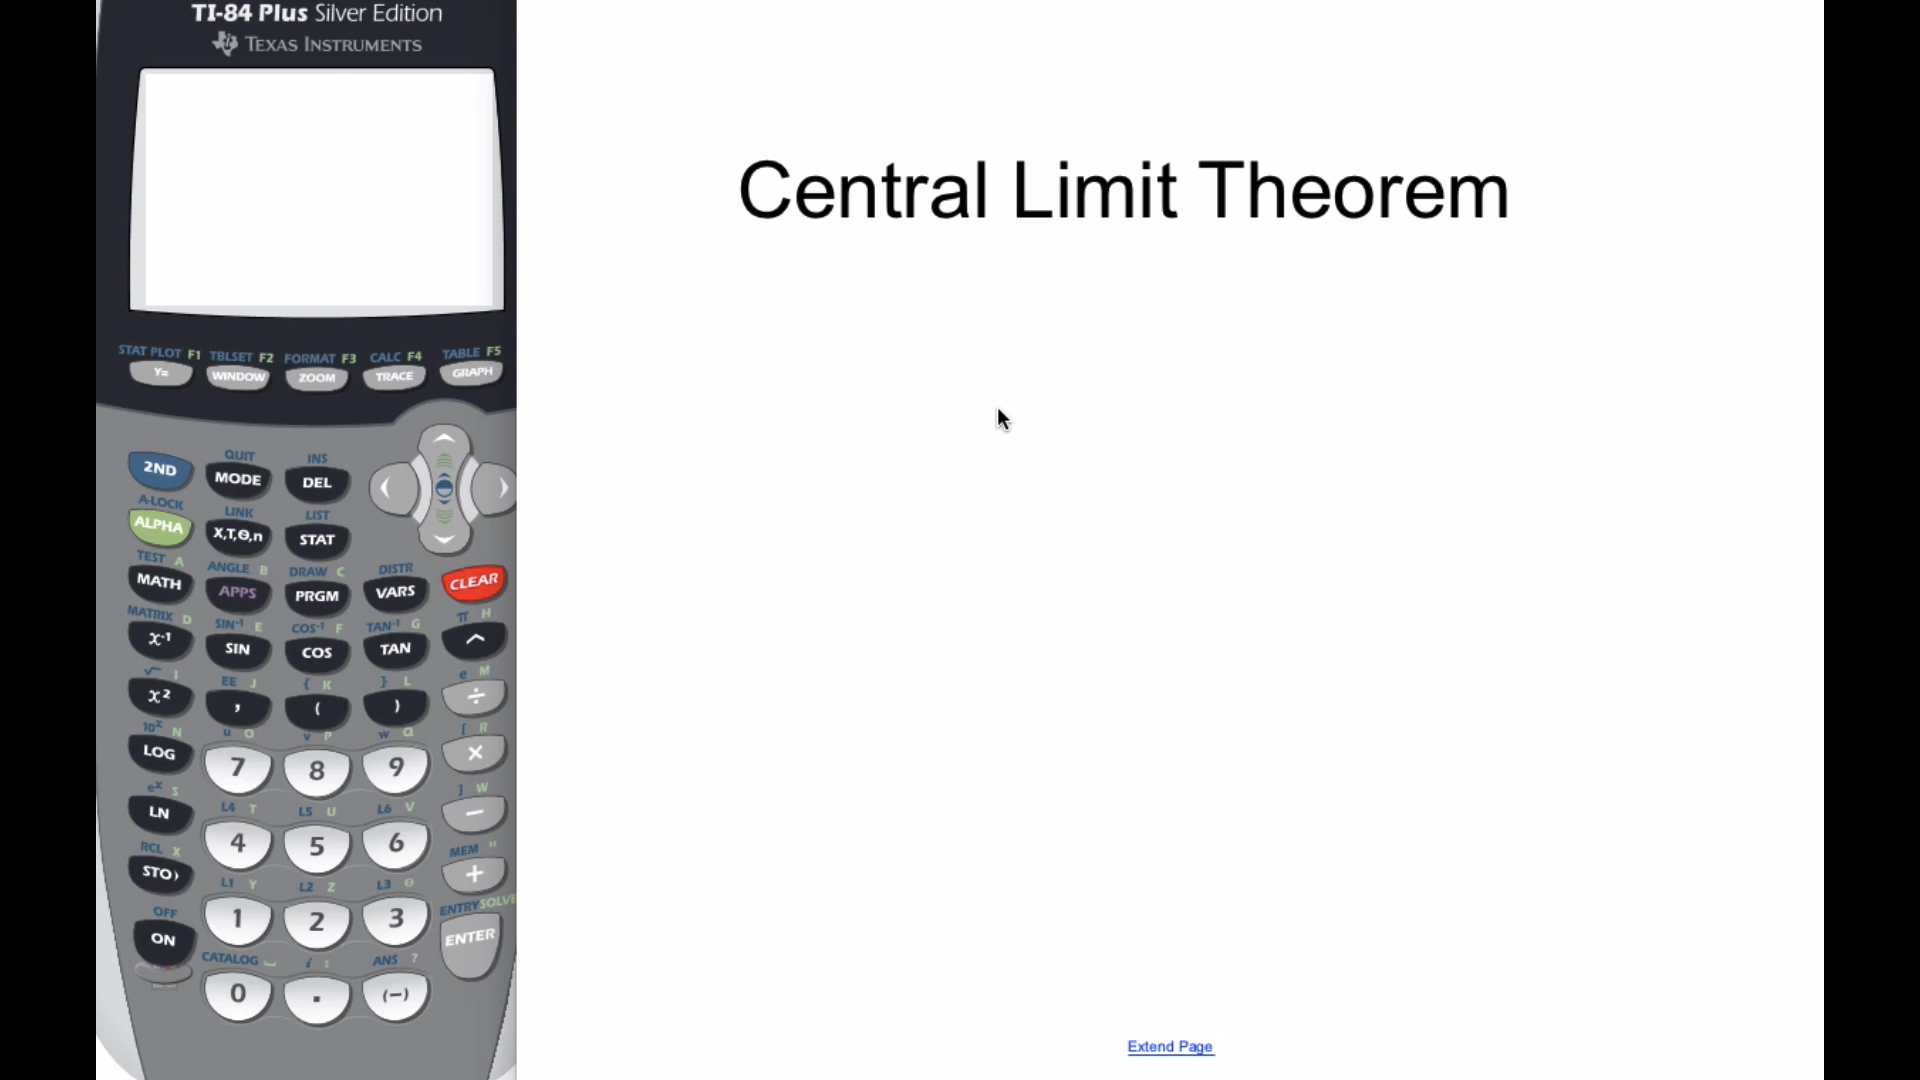 TI-84 Plus Silver Edition
TEXAS INSTRUMENTS
Central Limit Theorem
STAT PLOT F1 TBLSET F2 FORMAT F3 CALC F4 TABLE F5
Y= WINDOW ZOOM TRACE GRAPH
QUIT INS
2ND MODE DEL
A-LOCK LINK LIST
ALPHA X,T,Θ,n STAT
TEST A ANGLE B DRAW C DISTR
MATH APPS PRGM VARS CLEAR
MATRIX D SIN-1 E COS-1 F TAN-1 G π H
x-1 SIN COS TAN ^
√ I EE J { K } L e M
x2 , ( ) ÷
10x N u O v P w Q [ R
LOG 7 8 9 ×
ex S L4 T L5 U L6 V ] W
LN 4 5 6 −
RCL X L1 Y L2 Z L3 θ MEM "
STO› 1 2 3 +
OFF CATALOG i : ANS ? ENTRY SOLVE
ON 0 . (−) ENTER
Extend Page